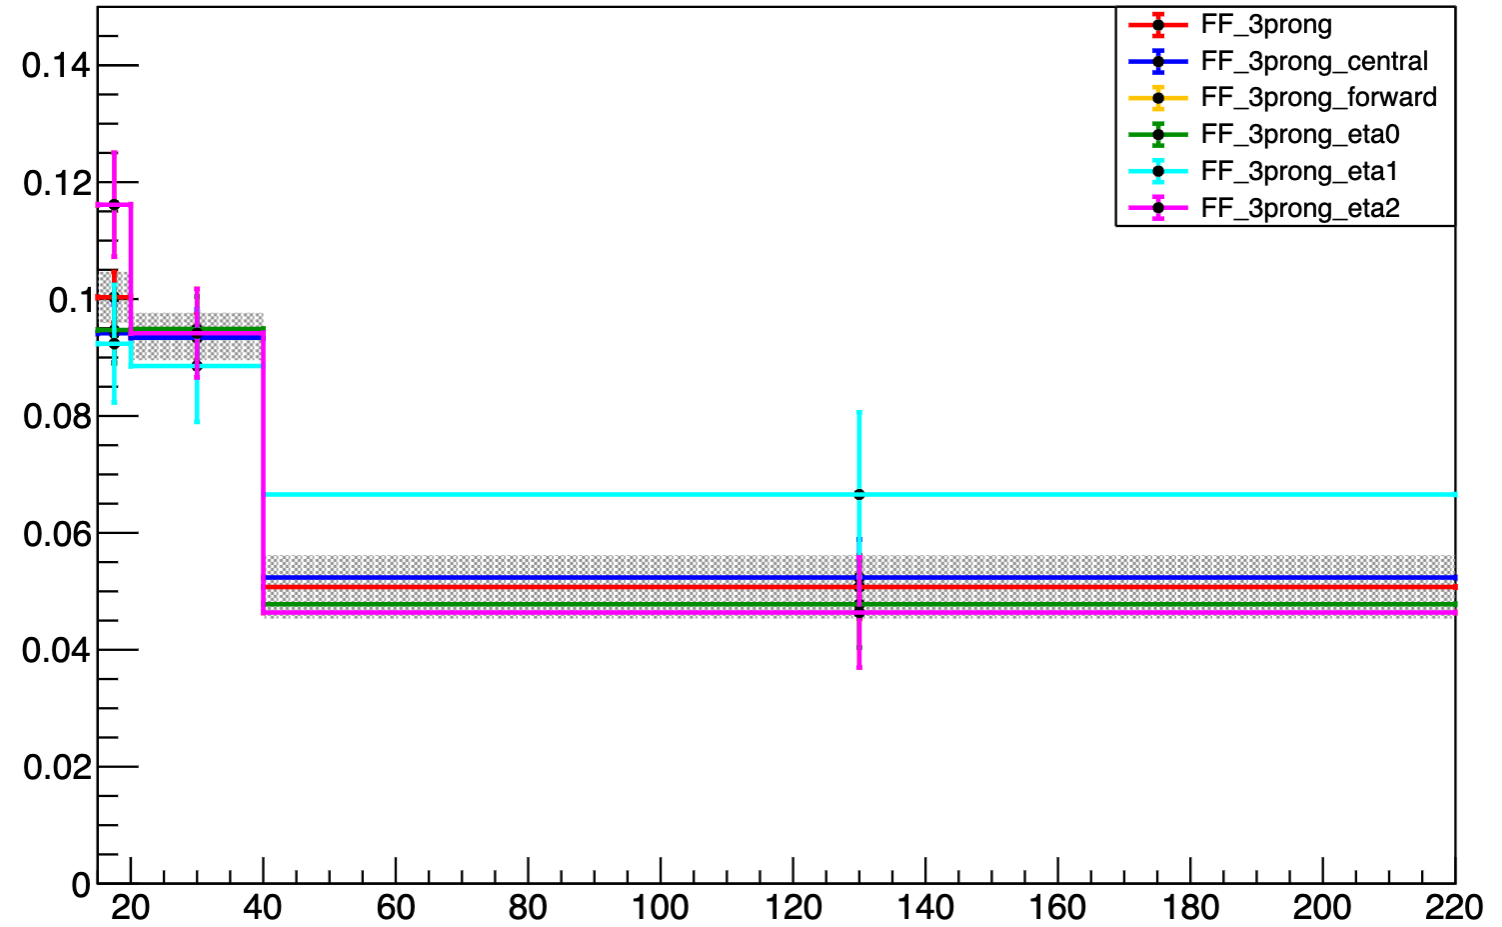 FF_3prong
FF_3prong_central
FF_3prong_forward
FF_3prong_eta0
FF_3prong_eta1
FF_3prong_eta2
0.14
0.12
0.1
0.08
0.06
0.04
0.02
0
20 40 60 80 100 120 140 160 180 200 220